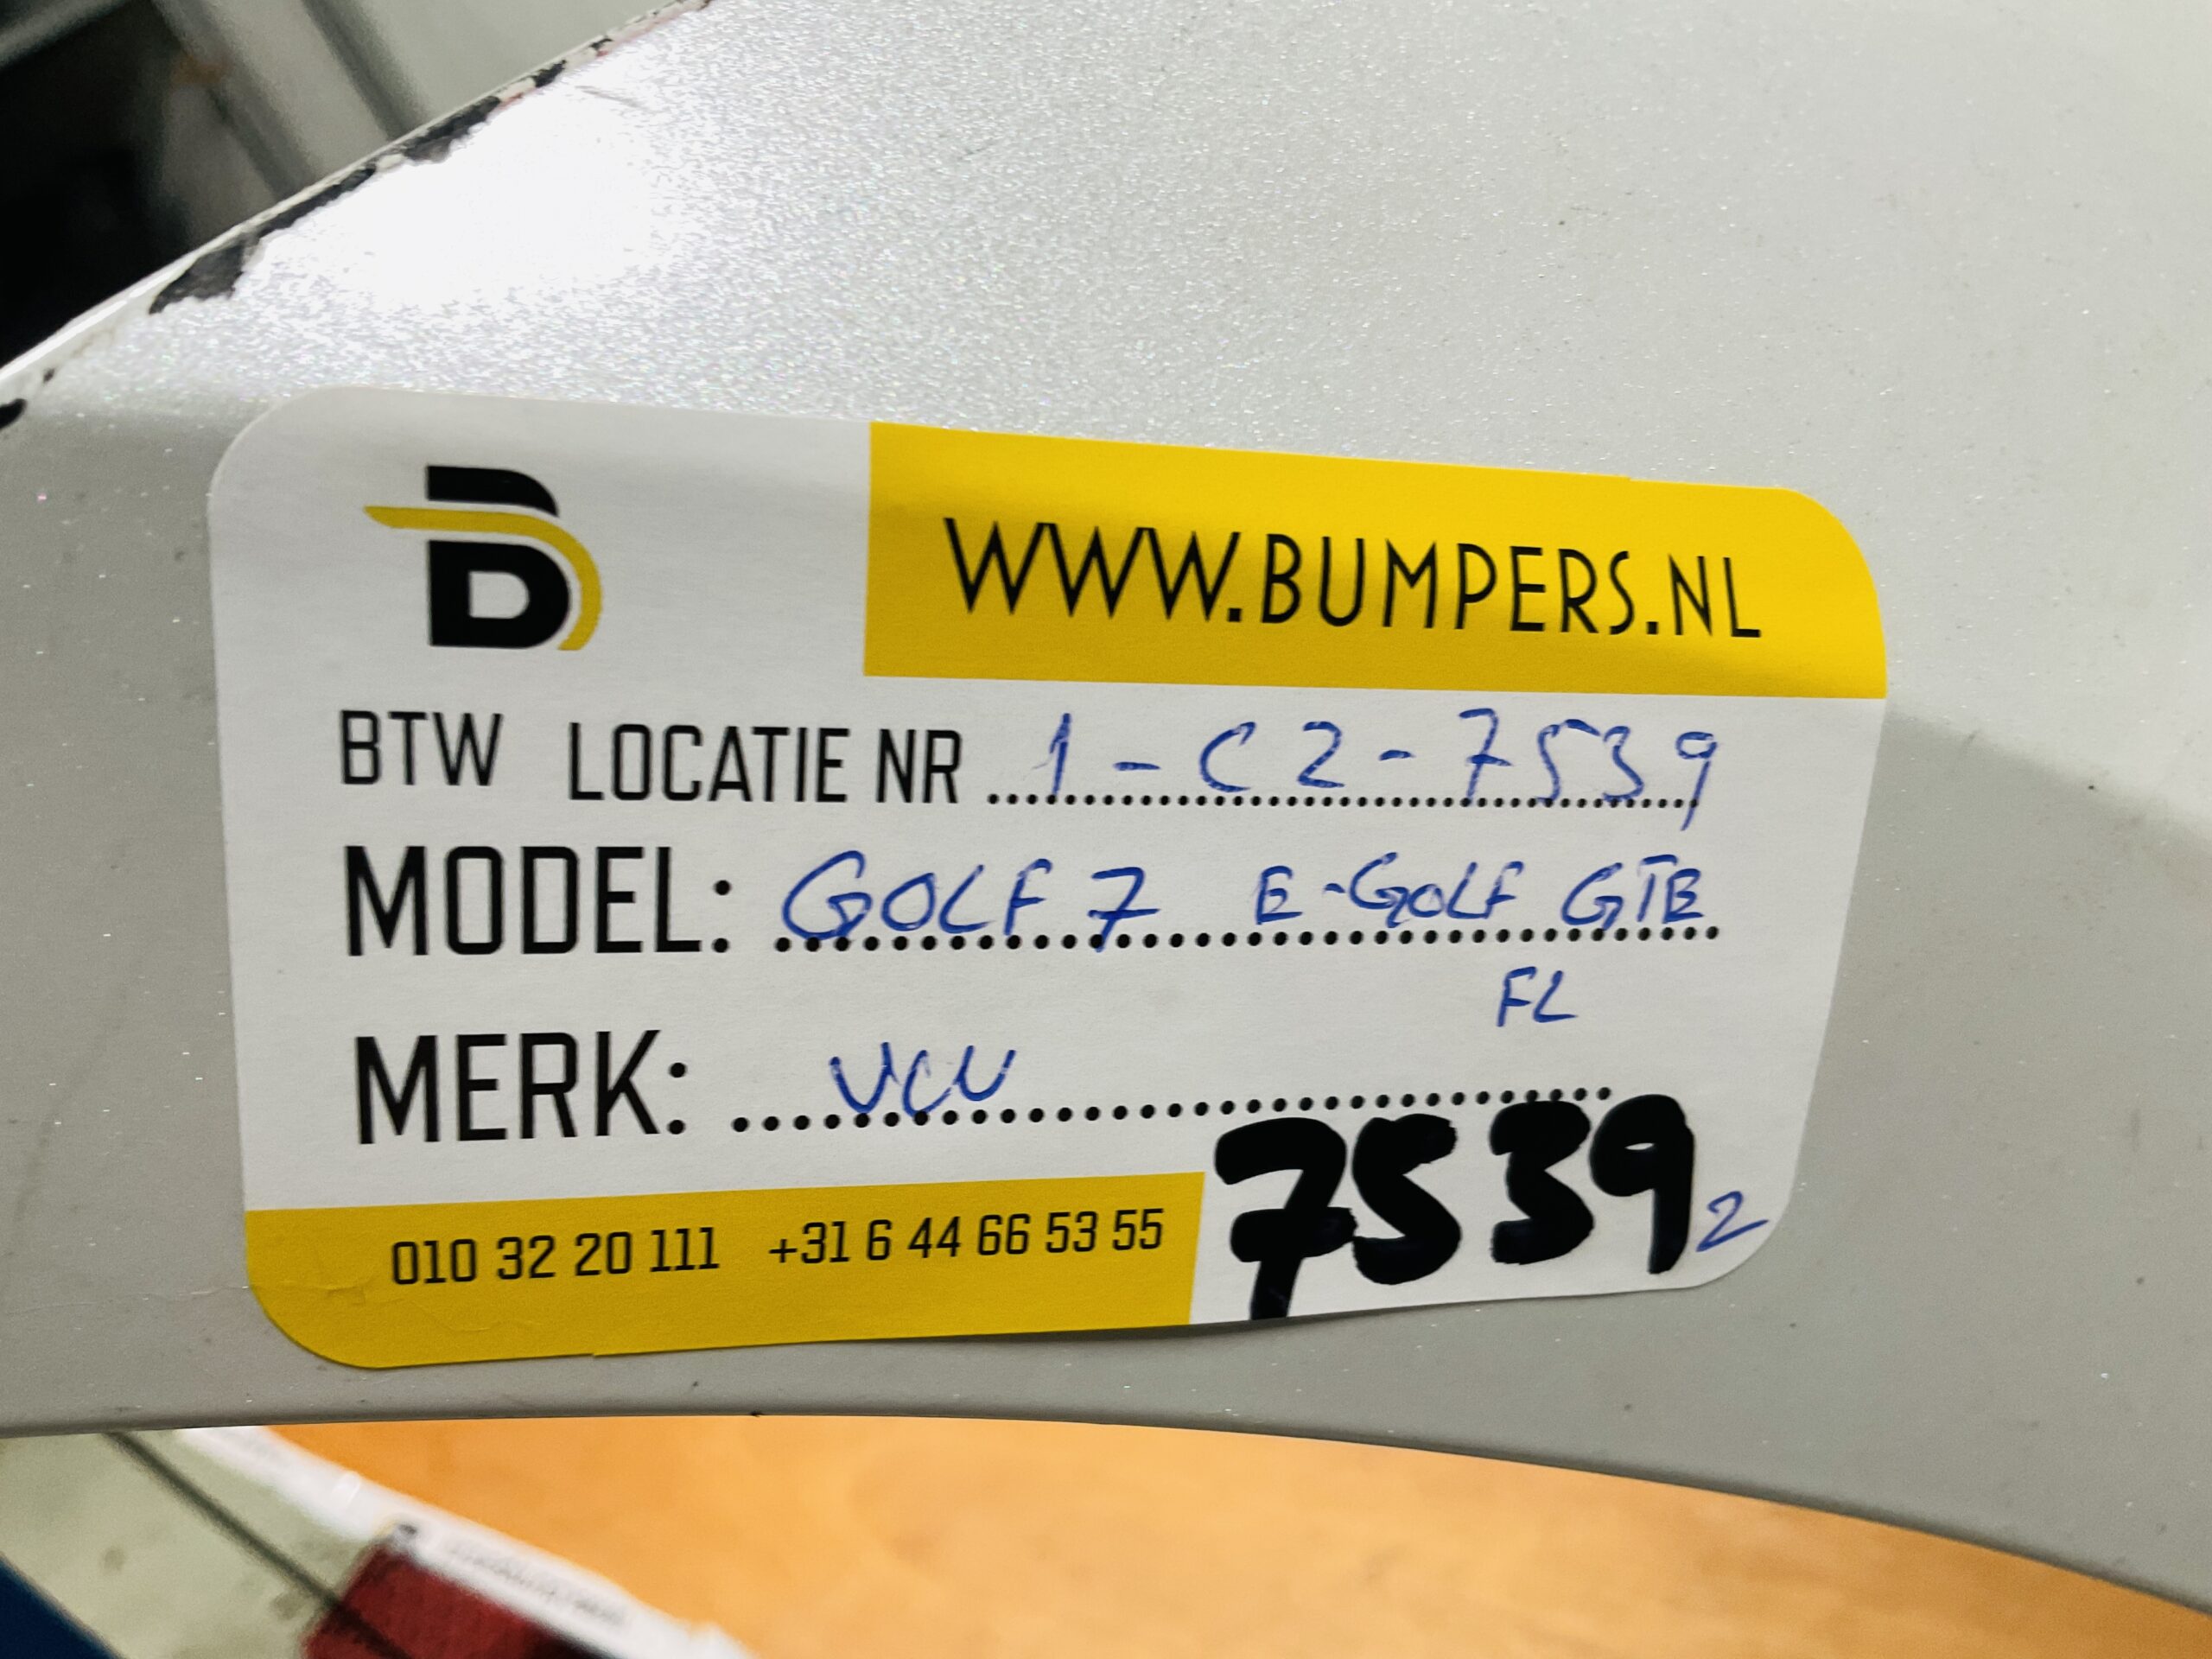 B
WWW.BUMPERS.NL
BTW LOCATIE NR 1-C2-7539
MODEL: GOLF 7 E-GOLF GTE
FL
MERK: VW
7539 2
010 32 20 111 +31 6 44 66 53 55